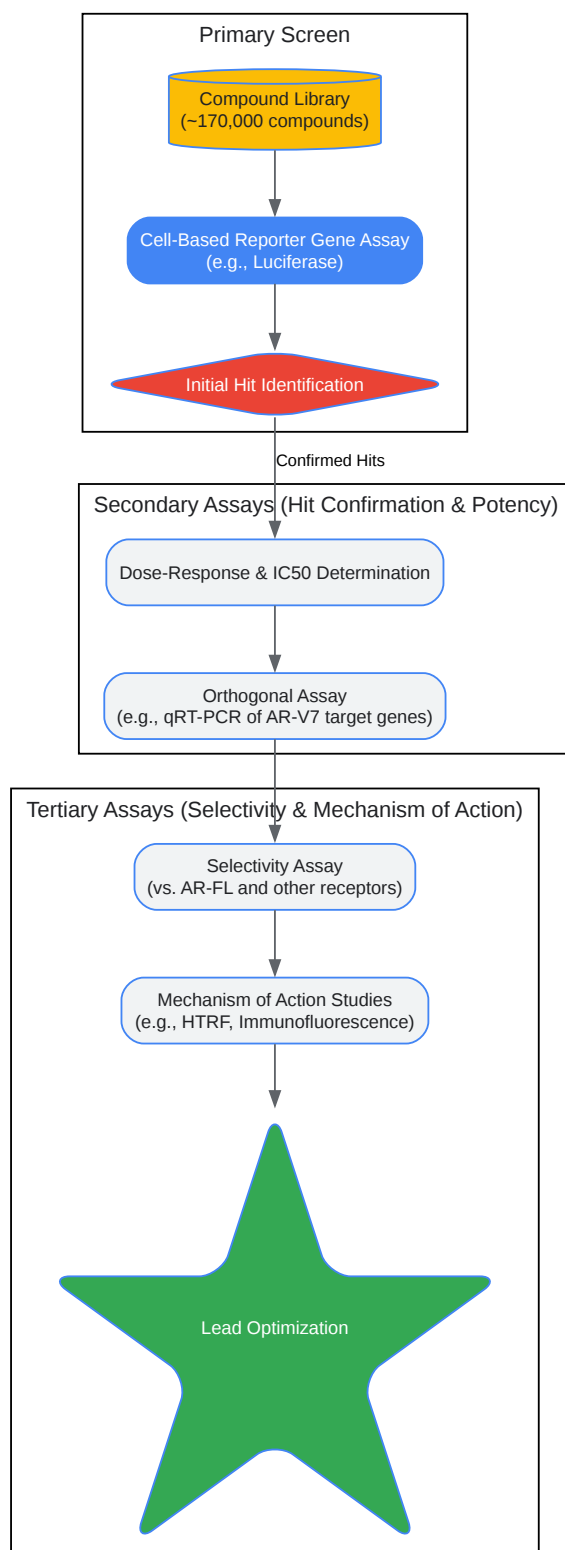 Primary Screen
Compound Library
(~170,000 compounds)
Cell-Based Reporter Gene Assay
(e.g., Luciferase)
Initial Hit Identification
Confirmed Hits
Secondary Assays (Hit Confirmation & Potency)
Dose-Response & IC50 Determination
Orthogonal Assay
(e.g., qRT-PCR of AR-V7 target genes)
Tertiary Assays (Selectivity & Mechanism of Action)
Selectivity Assay
(vs. AR-FL and other receptors)
Mechanism of Action Studies
(e.g., HTRF, Immunofluorescence)
Lead Optimization